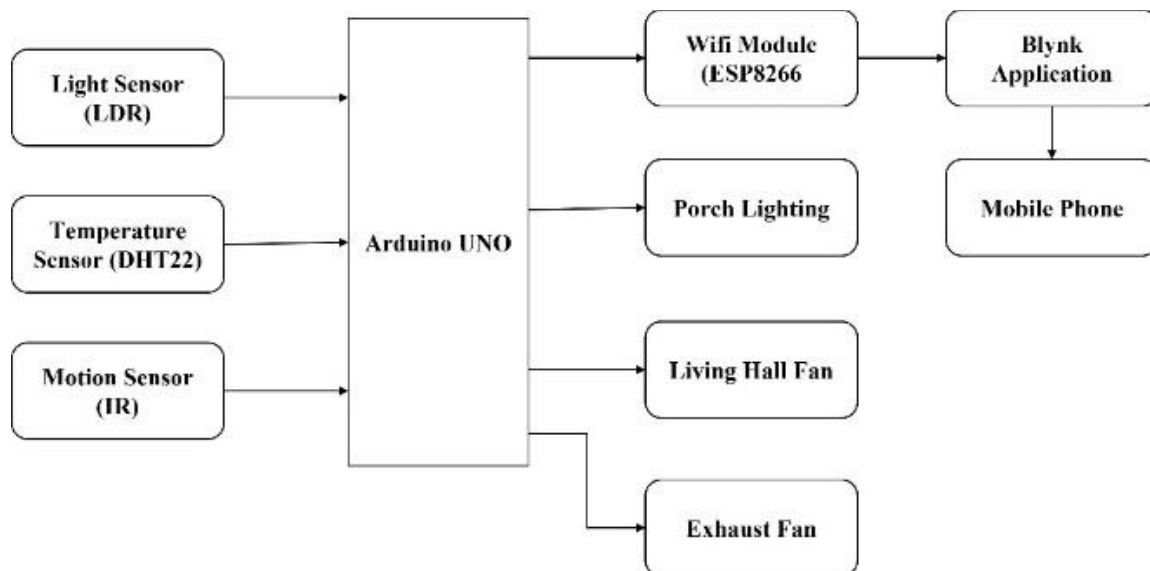 Light Sensor
(LDR)
Temperature
Sensor (DHT22)
Motion Sensor
(IR)
Arduino UNO
Wifi Module
(ESP8266
Porch Lighting
Living Hall Fan
Exhaust Fan
Blynk
Application
Mobile Phone